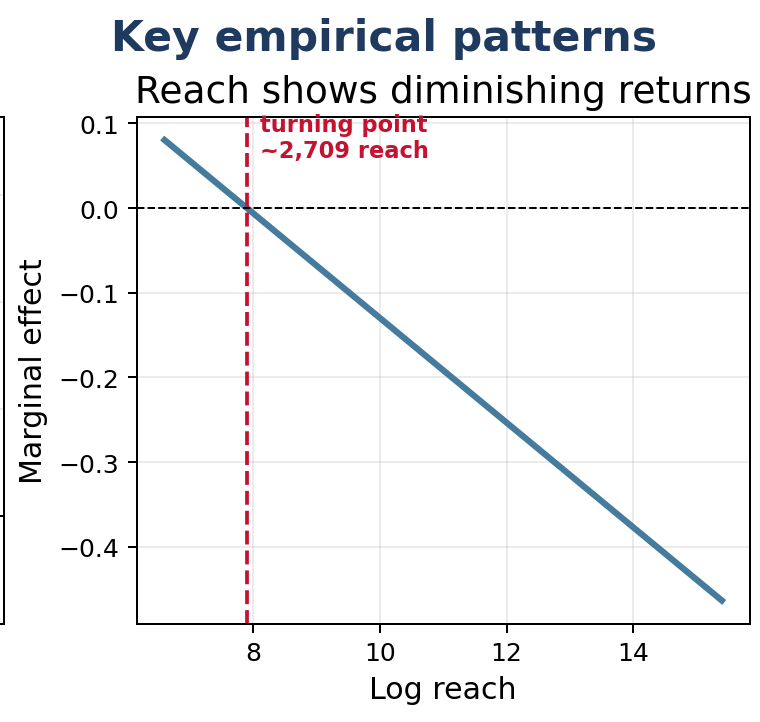 Key empirical patterns
Reach shows diminishing returns
turning point
~2,709 reach
0.1
0.0
−0.1
−0.2
−0.3
−0.4
Marginal effect
8 10 12 14
Log reach